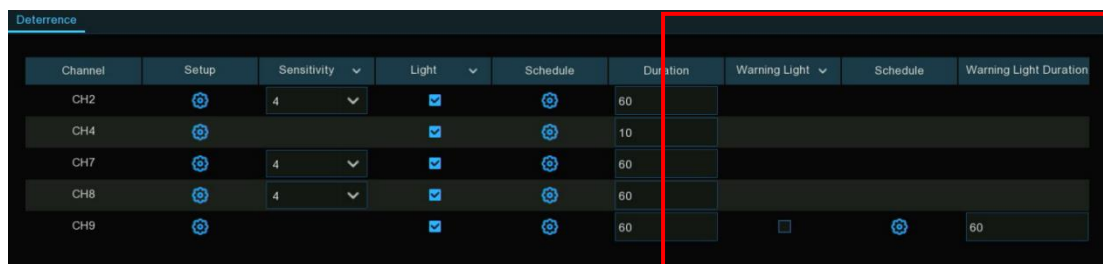 Deterrence
Channel Setup Sensitivity Light Schedule Duration Warning Light Schedule Warning Light Duration
CH2 4 60
CH4 10
CH7 4 60
CH8 4 60
CH9 60 60